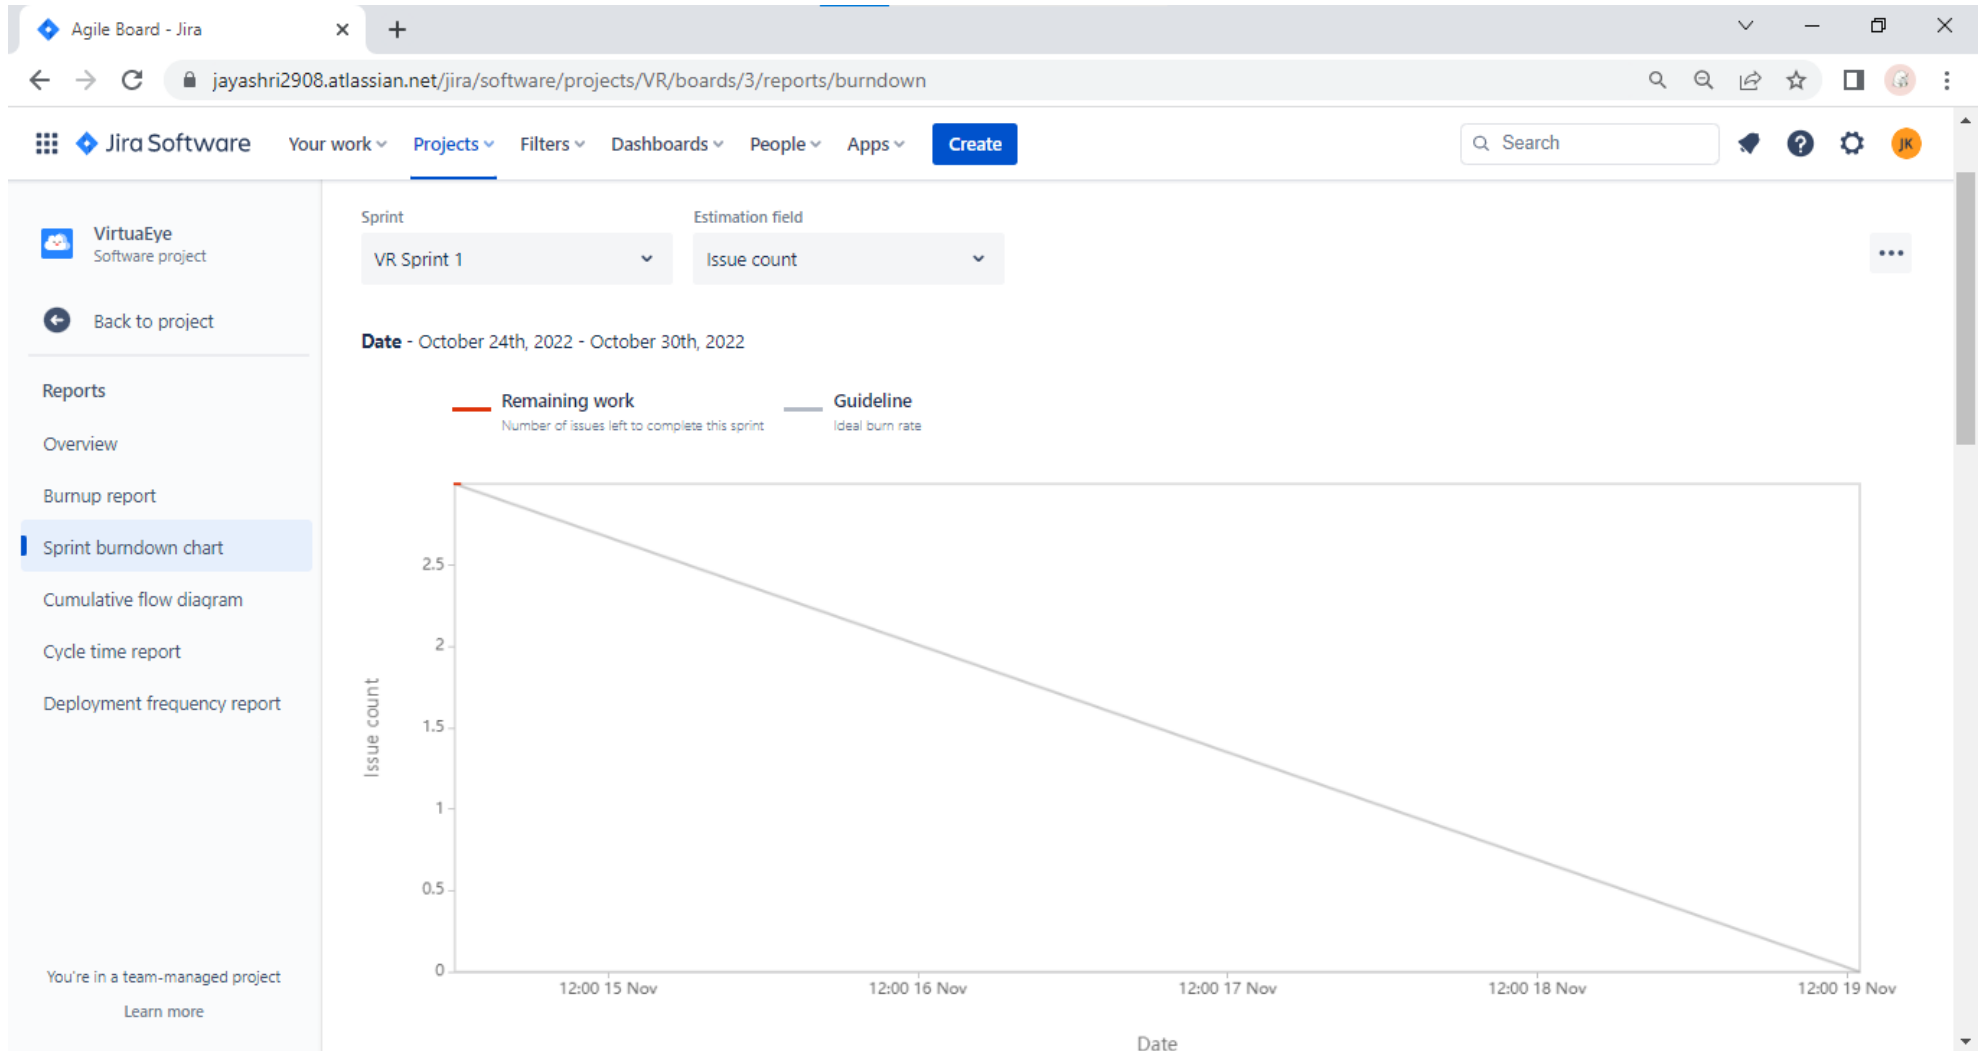 Agile Board - Jira
jayashri2908.atlassian.net/jira/software/projects/VR/boards/3/reports/burndown
Jira Software Your work Projects Filters Dashboards People Apps Create Search JK
VirtuaEye
Software project
Back to project
Reports
Overview
Burnup report
Sprint burndown chart
Cumulative flow diagram
Cycle time report
Deployment frequency report
You're in a team-managed project
Learn more
Sprint Estimation field
VR Sprint 1 Issue count
Date - October 24th, 2022 - October 30th, 2022
Remaining work Guideline
Number of issues left to complete this sprint Ideal burn rate
2.5
2
1.5
1
0.5
0
Issue count
12:00 15 Nov 12:00 16 Nov 12:00 17 Nov 12:00 18 Nov 12:00 19 Nov
Date